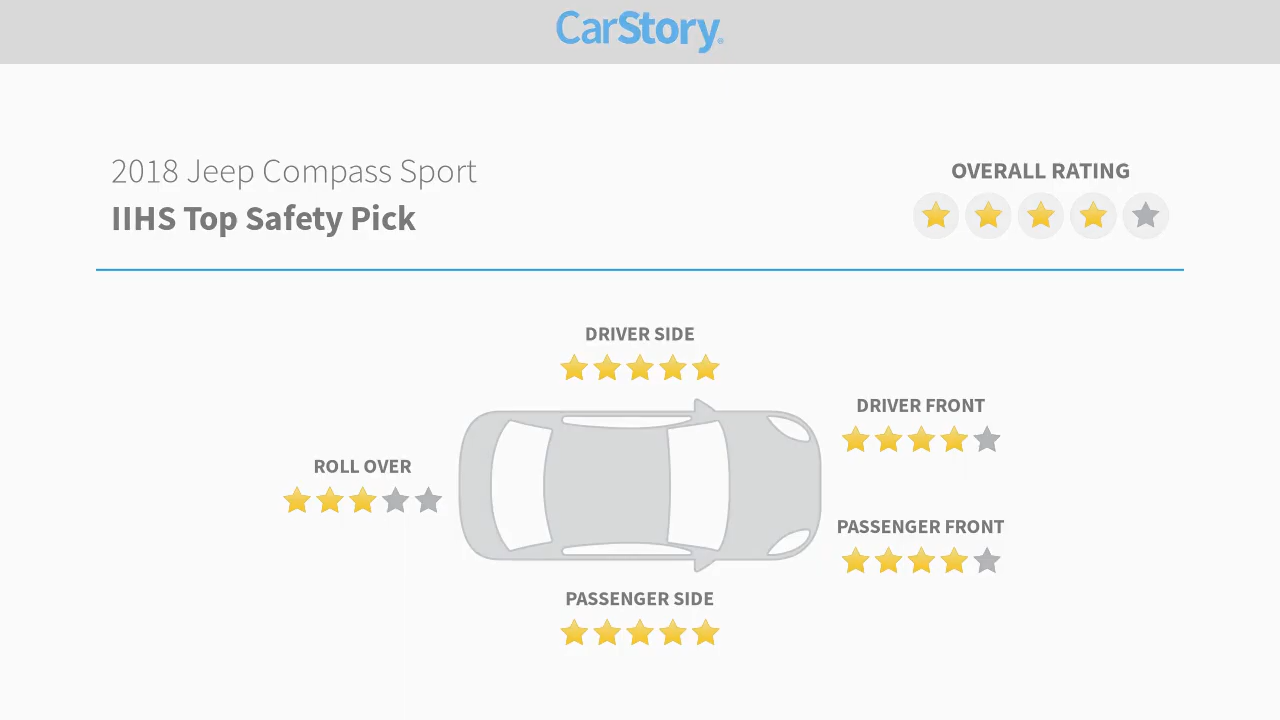 CarStory
2018 Jeep Compass Sport
IIHS Top Safety Pick
OVERALL RATING
DRIVER SIDE
DRIVER FRONT
ROLL OVER
PASSENGER FRONT
PASSENGER SIDE